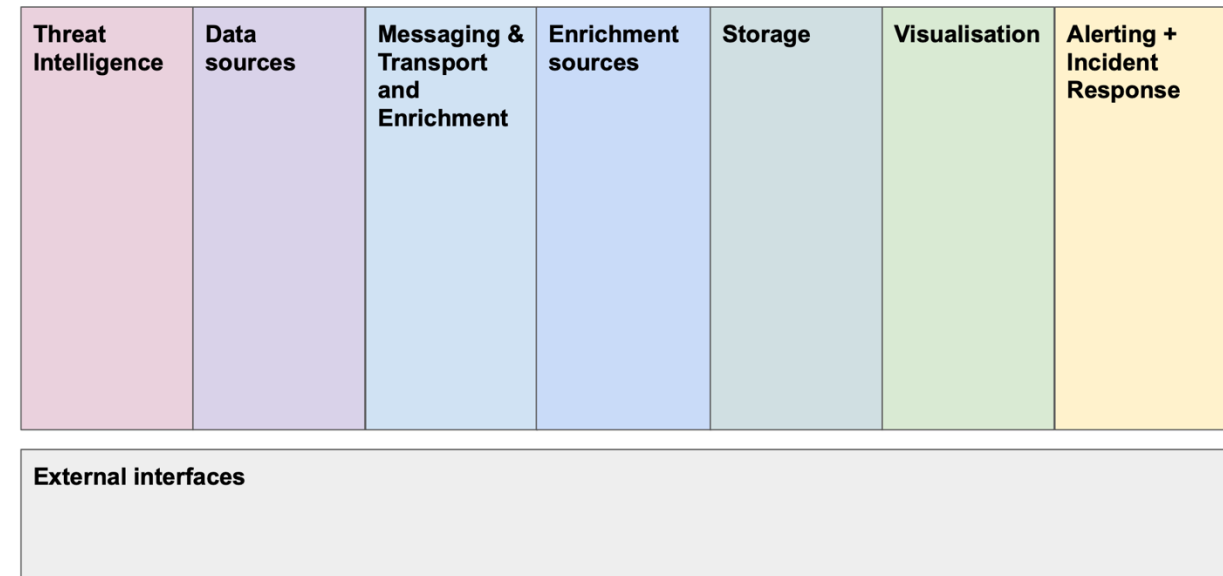 Threat
Intelligence
Data
sources
Messaging &
Transport
and
Enrichment
Enrichment
sources
Storage
Visualisation
Alerting +
Incident
Response
External interfaces